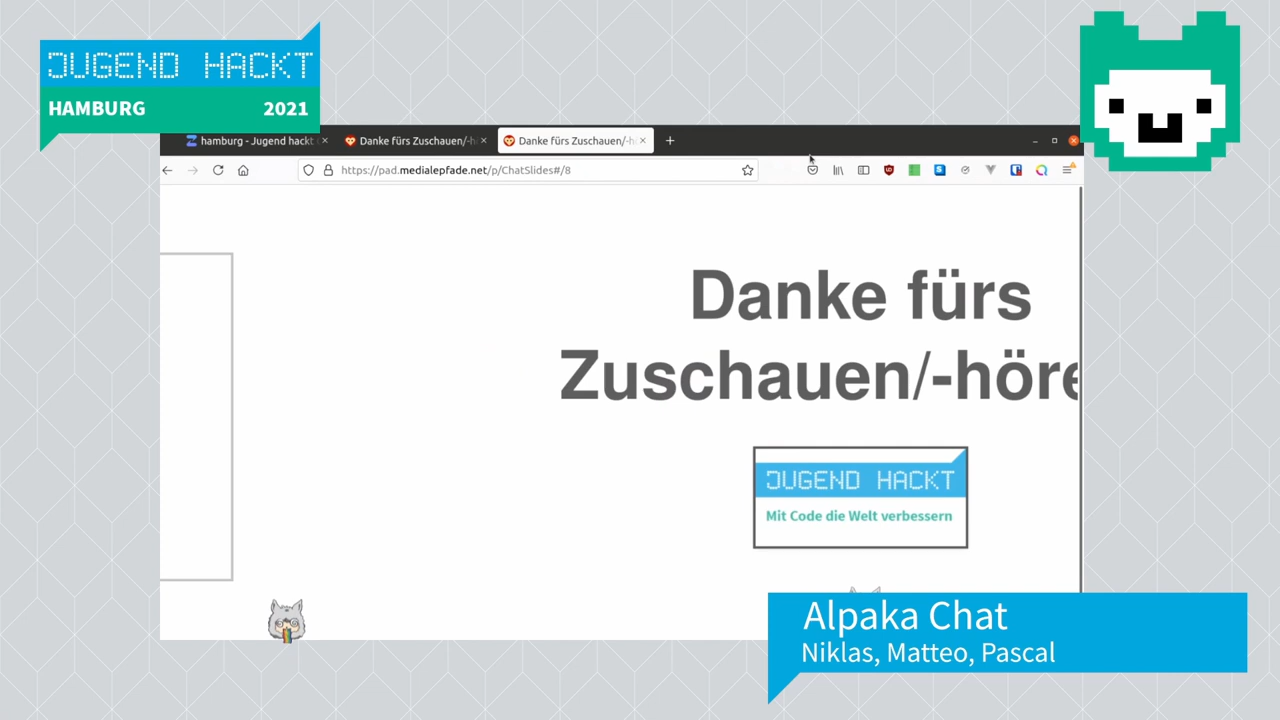 JUGEND HACKT
HAMBURG 2021
hamburg - Jugend hackt
Danke fürs Zuschauen/-h
Danke fürs Zuschauen/-h
https://pad.medialepfade.net/p/ChatSlides#/8
Danke fürs
Zuschauen/-höre
JUGEND HACKT
Mit Code die Welt verbessern
Alpaka Chat
Niklas, Matteo, Pascal